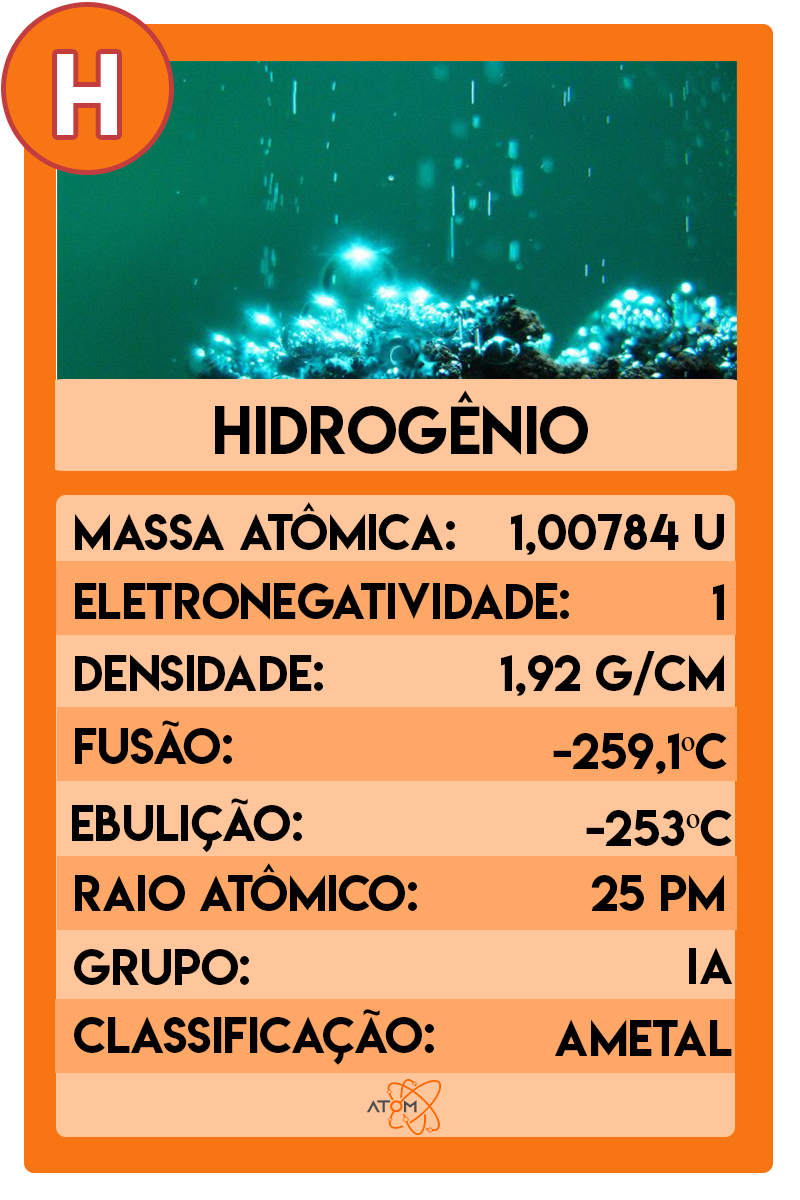 H
HIDROGÊNIO
MASSA ATÔMICA: 1,00784 U
ELETRONEGATIVIDADE: 1
DENSIDADE: 1,92 G/CM
FUSÃO: -259,1ºC
EBULIÇÃO: -253ºC
RAIO ATÔMICO: 25 PM
GRUPO: IA
CLASSIFICAÇÃO: AMETAL
ATOM